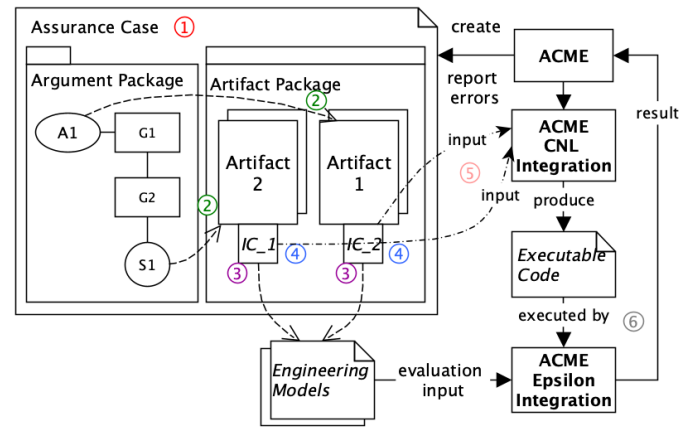 Assurance Case ①
create
ACME
Argument Package
Artifact Package
report
errors
result
②
A1
G1
input
ACME
CNL
Integration
Artifact
2
Artifact
1
⑤
input
G2
②
produce
IC_1
IC_2
④
④
③
③
S1
Executable
Code
executed by
⑥
Engineering
Models
evaluation
input
ACME
Epsilon
Integration